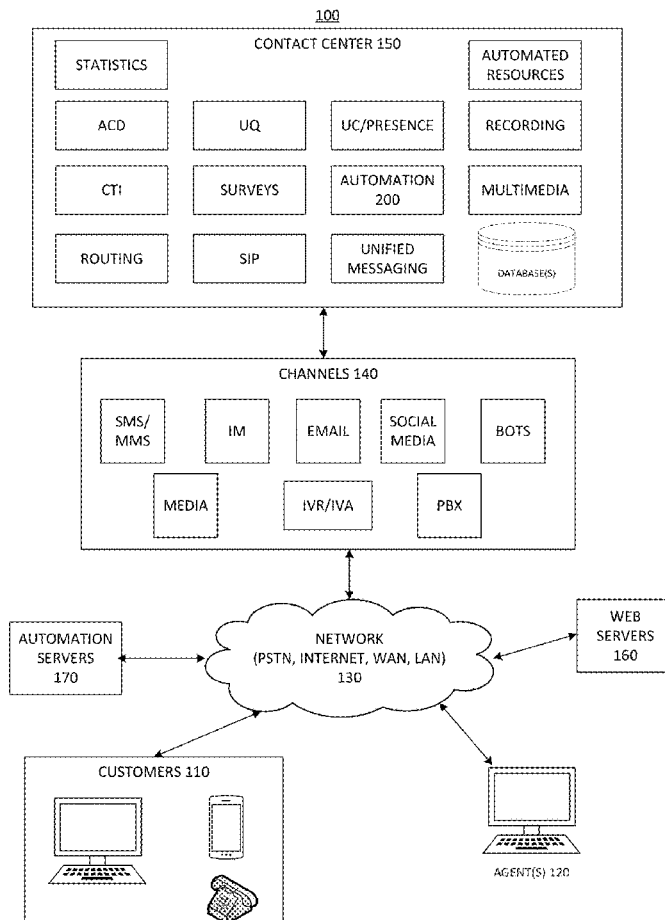 100
CONTACT CENTER 150
STATISTICS
AUTOMATED
RESOURCES
ACD
UQ
UC/PRESENCE
RECORDING
CTI
SURVEYS
AUTOMATION
200
MULTIMEDIA
ROUTING
SIP
UNIFIED
MESSAGING
DATABASE(S)
CHANNELS 140
SMS/
MMS
IM
EMAIL
SOCIAL
MEDIA
BOTS
MEDIA
IVR/IVA
PBX
AUTOMATION
SERVERS
170
NETWORK
(PSTN, INTERNET, WAN, LAN)
130
WEB
SERVERS
160
CUSTOMERS 110
AGENT(S) 120